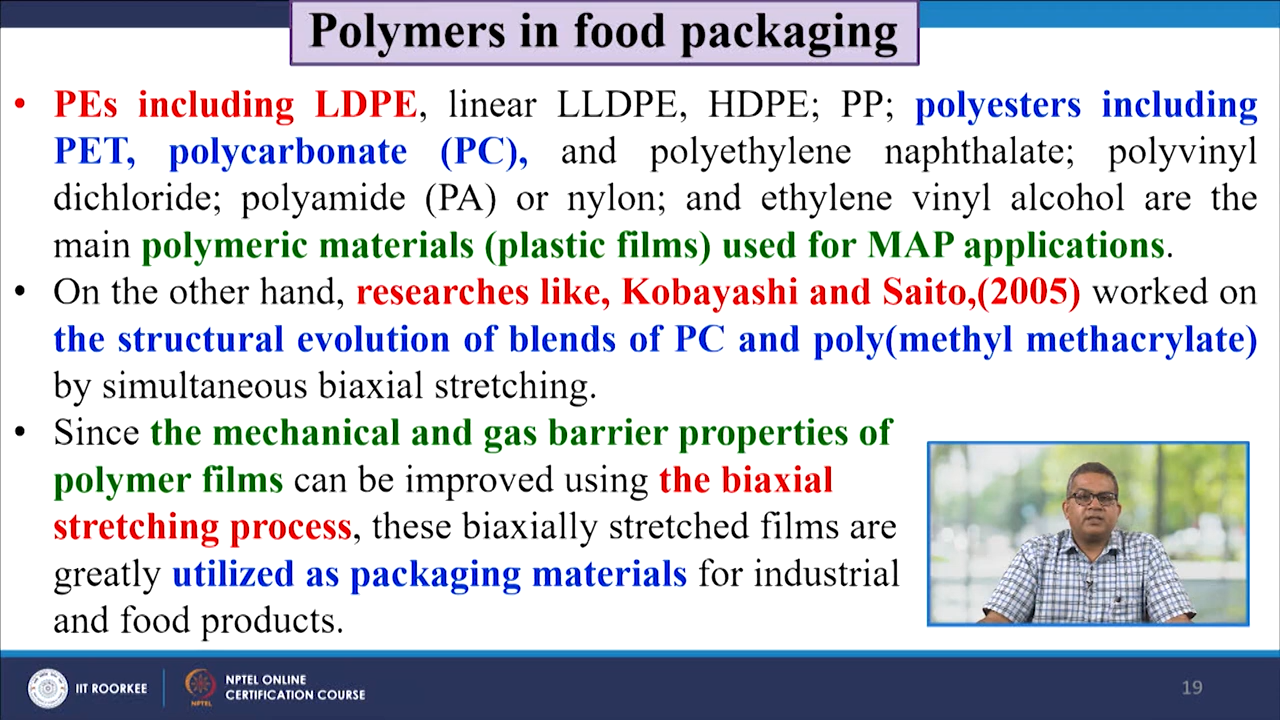 Polymers in food packaging
• PEs including LDPE, linear LLDPE, HDPE; PP; polyesters including
PET, polycarbonate (PC), and polyethylene naphthalate; polyvinyl
dichloride; polyamide (PA) or nylon; and ethylene vinyl alcohol are the
main polymeric materials (plastic films) used for MAP applications.
• On the other hand, researches like, Kobayashi and Saito,(2005) worked on
the structural evolution of blends of PC and poly(methyl methacrylate)
by simultaneous biaxial stretching.
• Since the mechanical and gas barrier properties of
polymer films can be improved using the biaxial
stretching process, these biaxially stretched films are
greatly utilized as packaging materials for industrial
and food products.
IIT ROORKEE
NPTEL
NPTEL ONLINE
CERTIFICATION COURSE
19